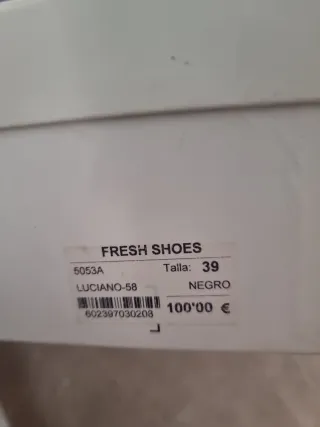 FRESH SHOES
5053A Talla: 39
LUCIANO-58 NEGRO
602397030208 100'00 €